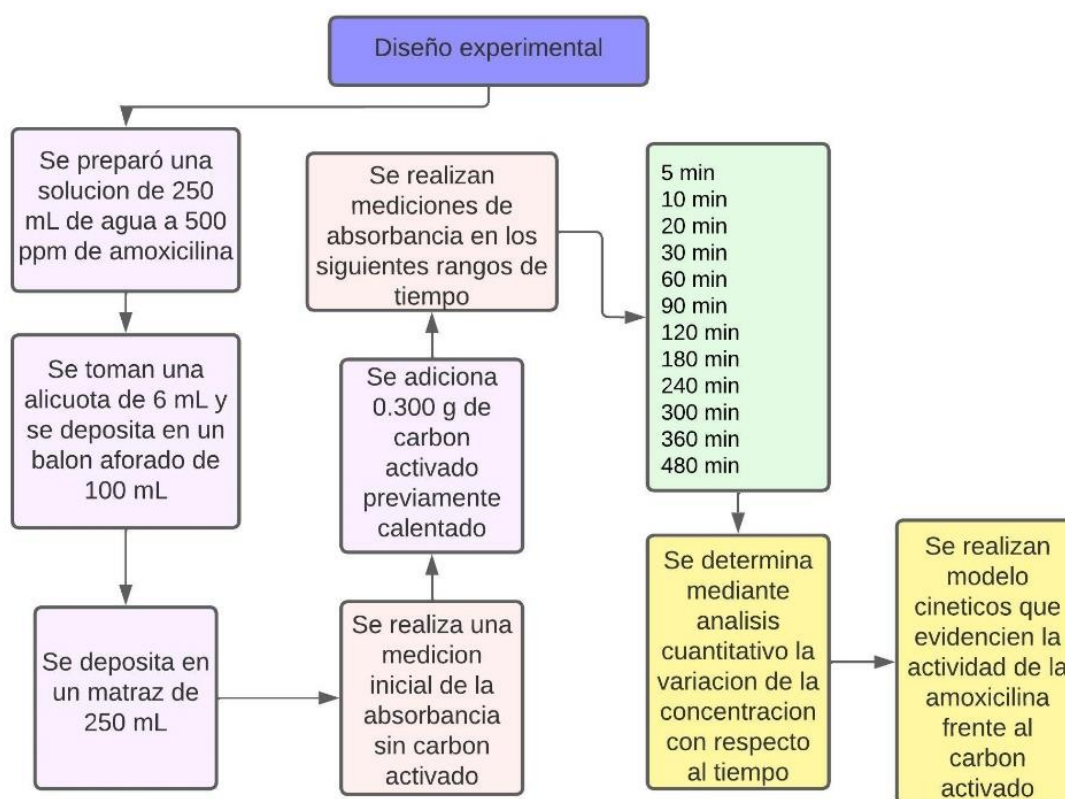 Diseño experimental
Se preparó una
solucion de 250
mL de agua a 500
ppm de amoxicilina
Se toman una
alicuota de 6 mL y
se deposita en un
balon aforado de
100 mL
Se deposita en
un matraz de
250 mL
Se realiza una
medicion
inicial de la
absorbancia
sin carbon
activado
Se adiciona
0.300 g de
carbon
activado
previamente
calentado
Se realizan
mediciones de
absorbancia en los
siguientes rangos de
tiempo
5 min
10 min
20 min
30 min
60 min
90 min
120 min
180 min
240 min
300 min
360 min
480 min
Se determina
mediante
analisis
cuantitativo la
variacion de la
concentracion
con respecto
al tiempo
Se realizan
modelo
cineticos que
evidencien la
actividad de la
amoxicilina
frente al
carbon
activado